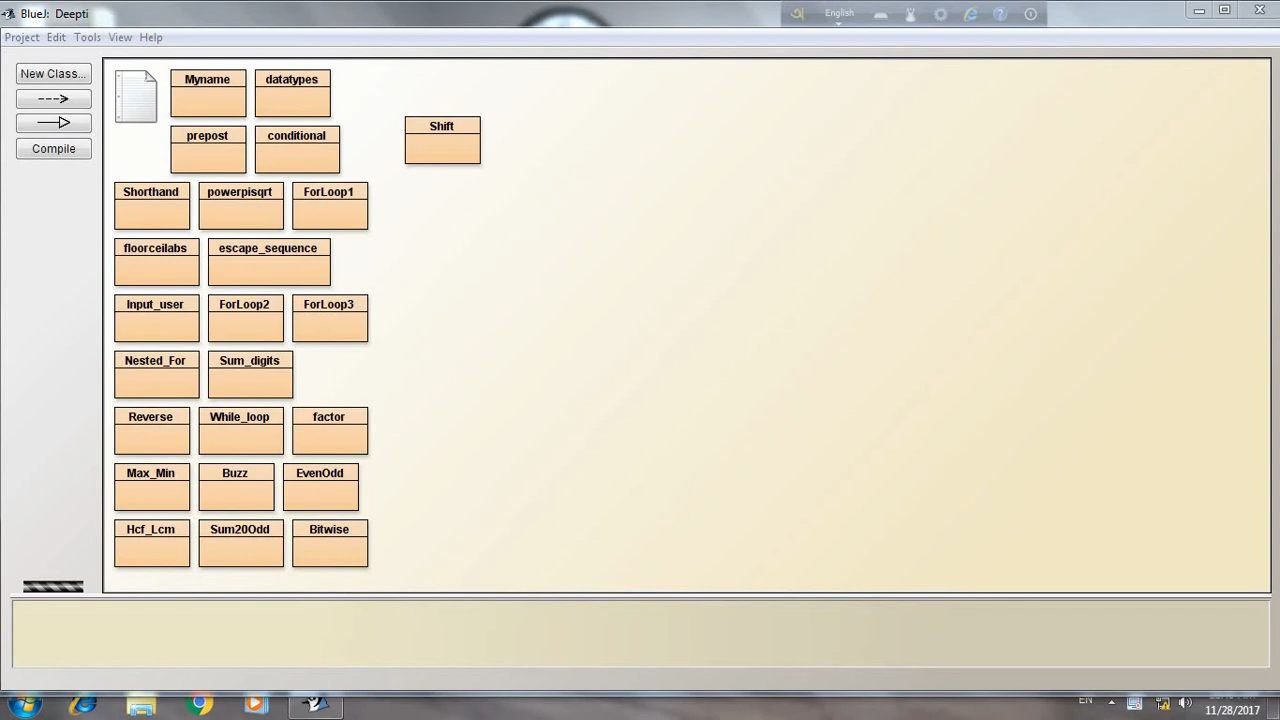 BlueJ: Deepti
English
Project Edit Tools View Help
New Class...
Compile
Myname datatypes
prepost conditional
Shift
Shorthand powerpisqrt ForLoop1
floorceilabs escape_sequence
Input_user ForLoop2 ForLoop3
Nested_For Sum_digits
Reverse While_loop factor
Max_Min Buzz EvenOdd
Hcf_Lcm Sum20Odd Bitwise
EN
11/28/2017